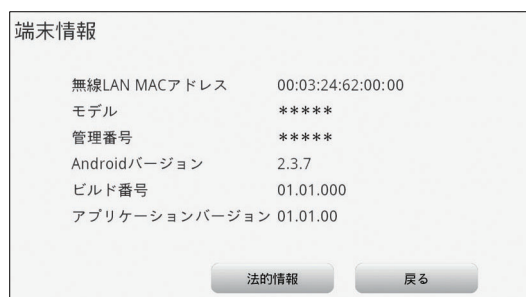 端末情報
無線LAN MACアドレス 00:03:24:62:00:00
モデル *****
管理番号 *****
Androidバージョン 2.3.7
ビルド番号 01.01.000
アプリケーションバージョン 01.01.00
法的情報 戻る